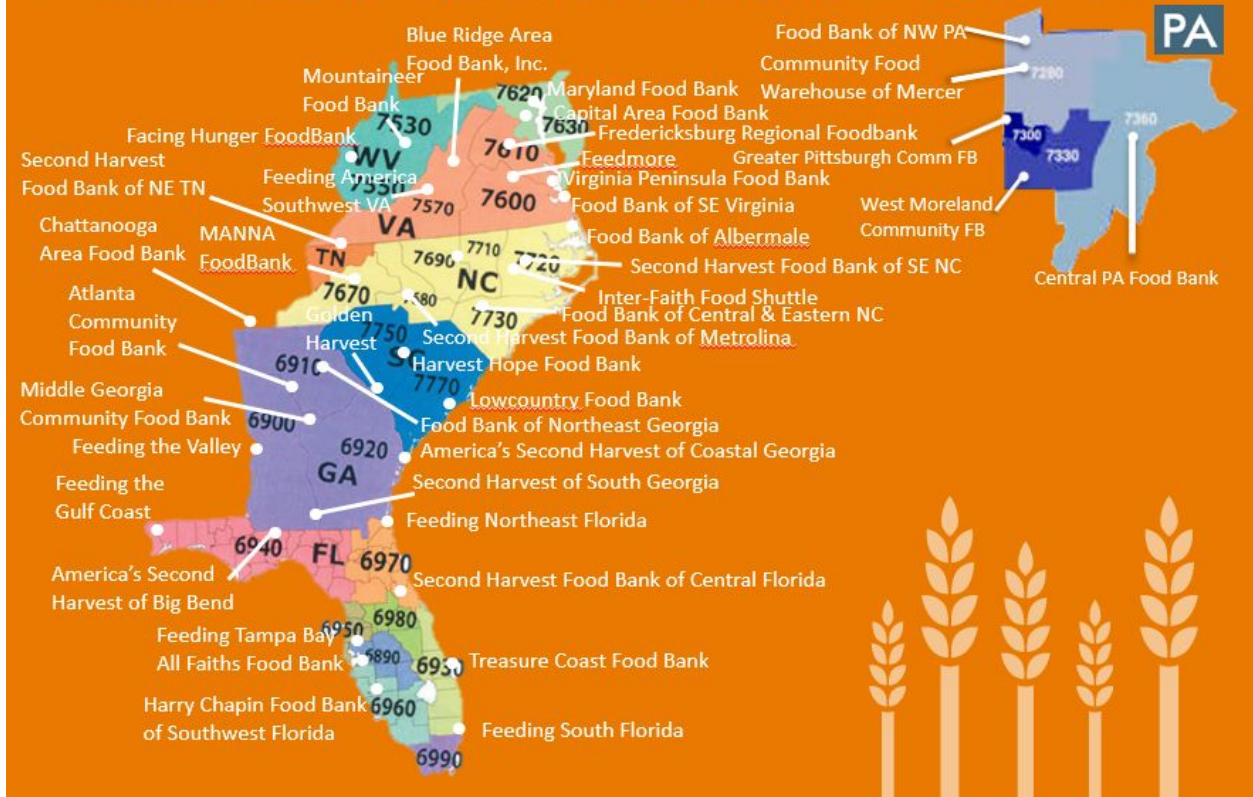 Blue Ridge Area
Food Bank, Inc.
Mountaineer
Food Bank
Facing Hunger FoodBank
Second Harvest
Food Bank of NE TN
Feeding America
Southwest VA
Chattanooga
Area Food Bank
MANNA
FoodBank
Atlanta
Community
Food Bank
Golden
Harvest
Middle Georgia
Community Food Bank
Feeding the Valley
Feeding the
Gulf Coast
America's Second
Harvest of Big Bend
Feeding Tampa Bay
All Faiths Food Bank
Harry Chapin Food Bank
of Southwest Florida
Maryland Food Bank
Capital Area Food Bank
Fredericksburg Regional Foodbank
Feedmore
Virginia Peninsula Food Bank
Food Bank of SE Virginia
Food Bank of Albermale
Second Harvest Food Bank of SE NC
Inter-Faith Food Shuttle
Food Bank of Central & Eastern NC
Second Harvest Food Bank of Metrolina
Harvest Hope Food Bank
Lowcountry Food Bank
Food Bank of Northeast Georgia
America's Second Harvest of Coastal Georgia
Second Harvest of South Georgia
Feeding Northeast Florida
Second Harvest Food Bank of Central Florida
Treasure Coast Food Bank
Feeding South Florida
7620
7530
7630
WV
7610
7550
7570
7600
VA
TN
7690
7710
7720
NC
7670
7680
7730
7750
SC
7770
6910
6900
6920
GA
6940
FL
6970
6980
6950
6890
6930
6960
6990
PA
Food Bank of NW PA
Community Food
Warehouse of Mercer
Greater Pittsburgh Comm FB
West Moreland
Community FB
Central PA Food Bank
7280
7300
7330
7360